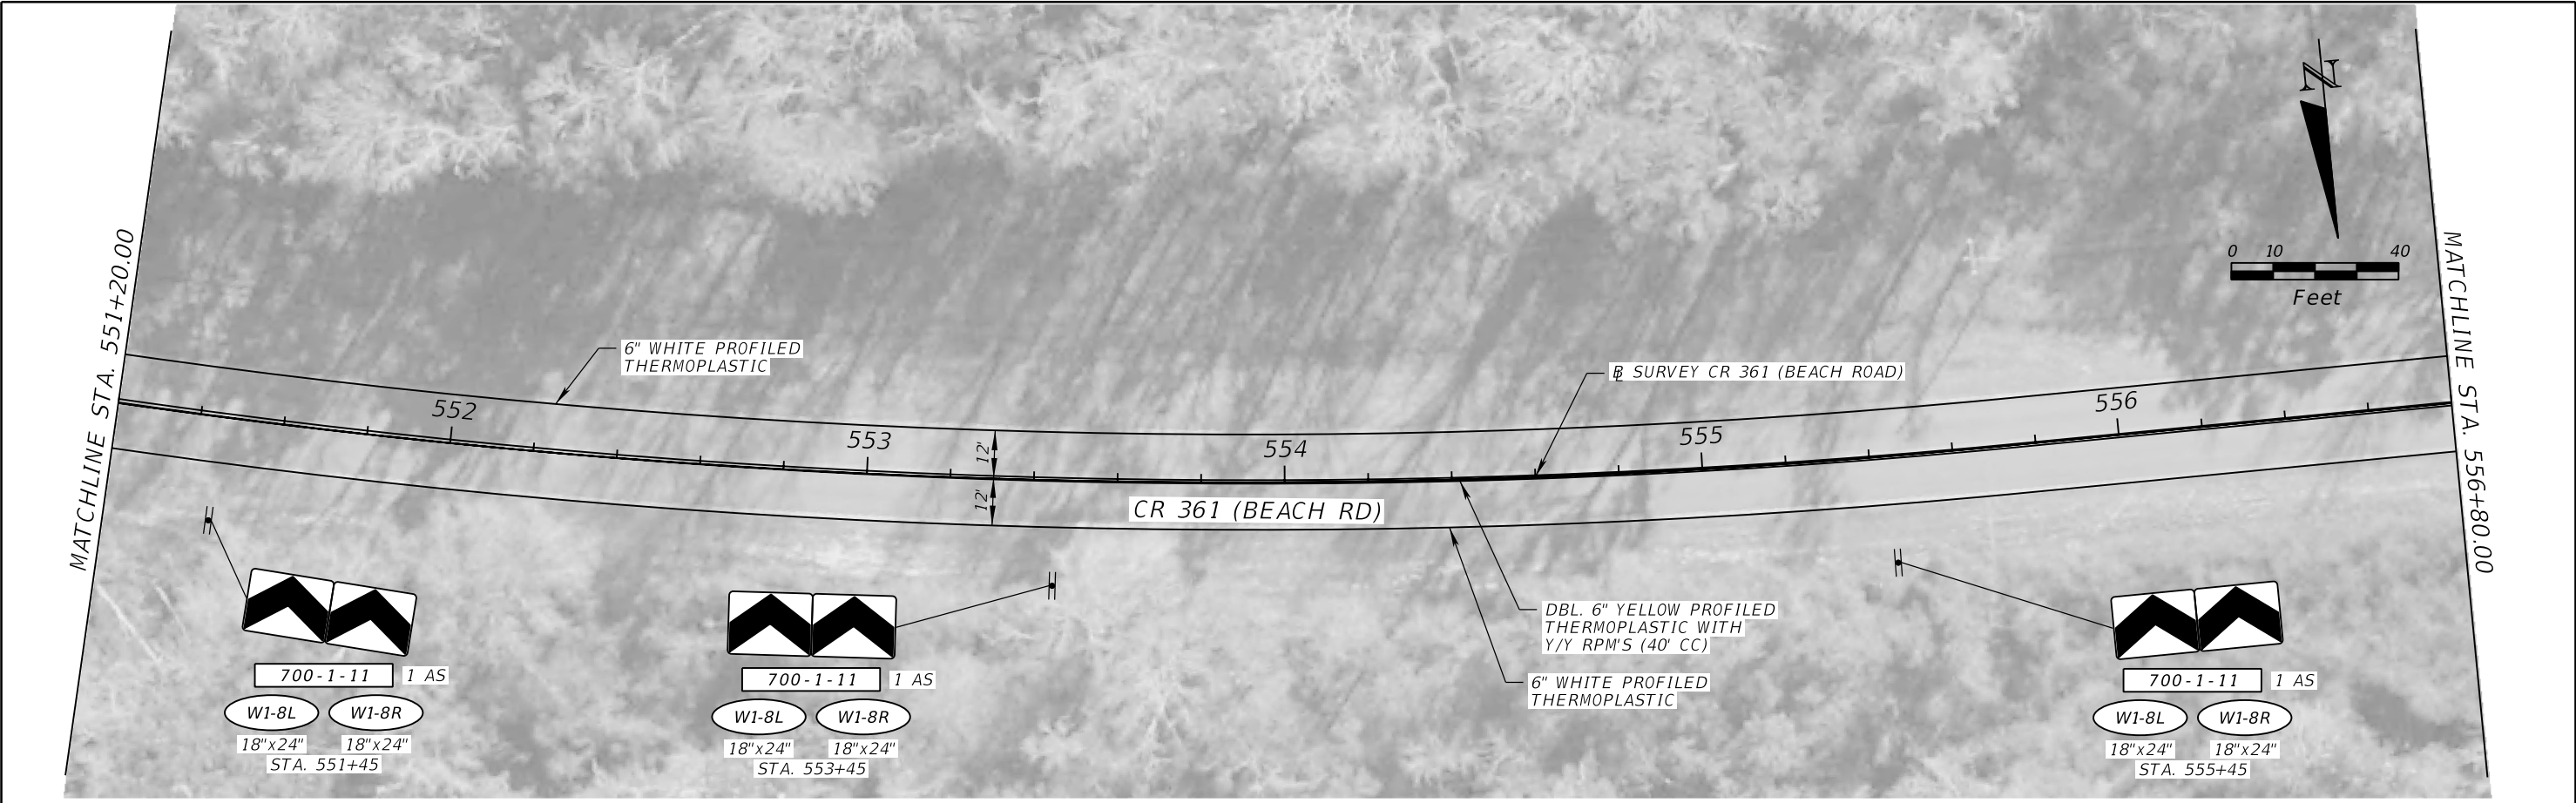 MATCHLINE STA. 551+20.00
N
0 10 40
Feet
MATCHLINE STA. 556+80.00
6" WHITE PROFILED
THERMOPLASTIC
BL SURVEY CR 361 (BEACH ROAD)
552
553
554
555
556
12'
12'
CR 361 (BEACH RD)
DBL. 6" YELLOW PROFILED
THERMOPLASTIC WITH
Y/Y RPM'S (40' CC)
6" WHITE PROFILED
THERMOPLASTIC
700-1-11 1 AS
W1-8L W1-8R
18"x24" 18"x24"
STA. 551+45
700-1-11 1 AS
W1-8L W1-8R
18"x24" 18"x24"
STA. 553+45
700-1-11 1 AS
W1-8L W1-8R
18"x24" 18"x24"
STA. 555+45